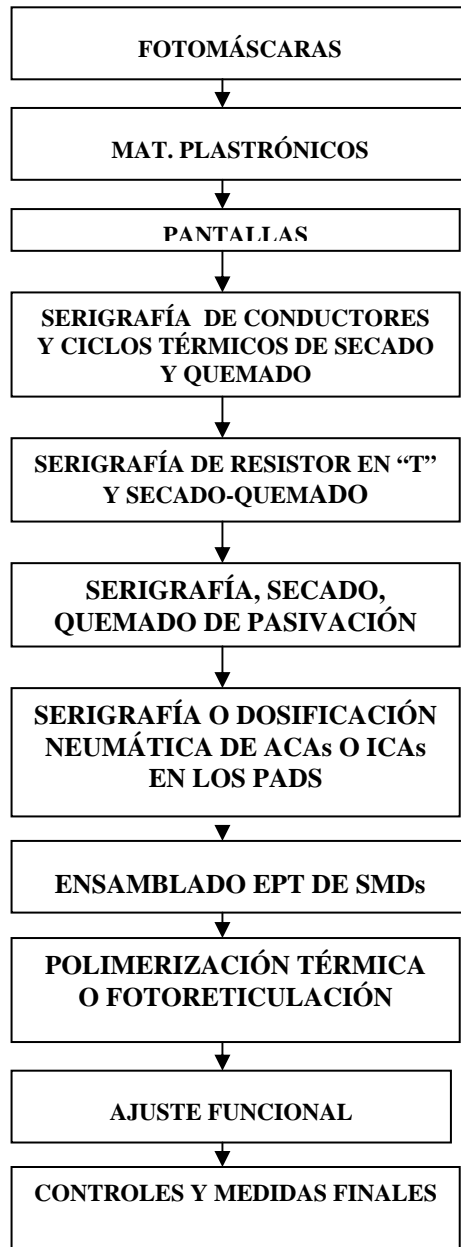 FOTOMÁSCARAS
MAT. PLASTRÓNICOS
PANTALLAS
SERIGRAFÍA DE CONDUCTORES
Y CICLOS TÉRMICOS DE SECADO
Y QUEMADO
SERIGRAFÍA DE RESISTOR EN “T”
Y SECADO-QUEMADO
SERIGRAFÍA, SECADO,
QUEMADO DE PASIVACIÓN
SERIGRAFÍA O DOSIFICACIÓN
NEUMÁTICA DE ACAs O ICAs
EN LOS PADS
ENSAMBLADO EPT DE SMDs
POLIMERIZACIÓN TÉRMICA
O FOTORETICULACIÓN
AJUSTE FUNCIONAL
CONTROLES Y MEDIDAS FINALES